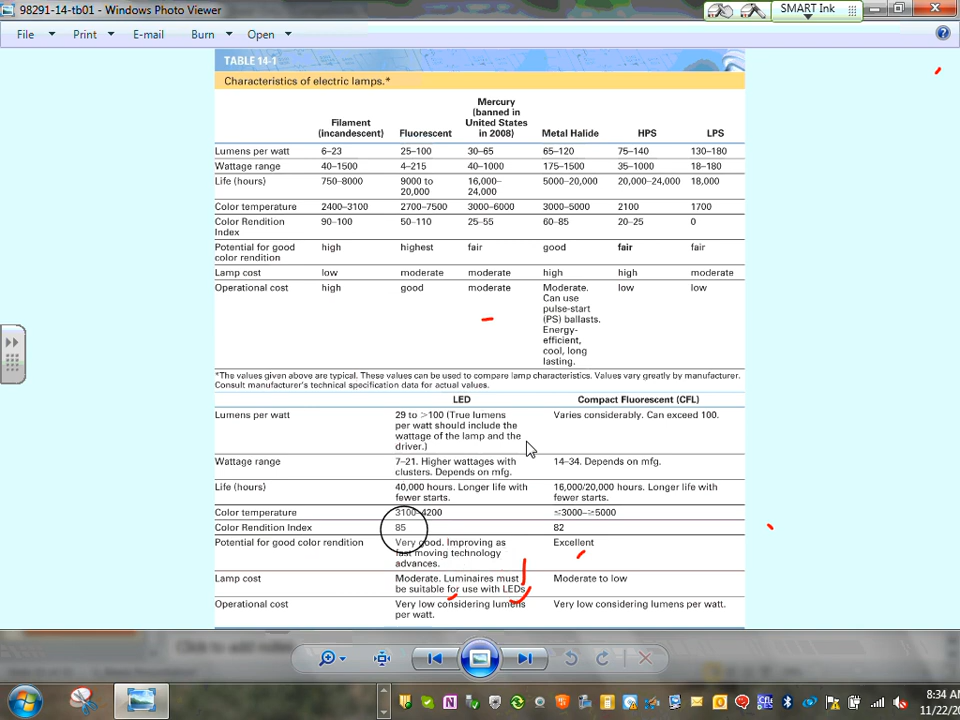 98291-14-tb01 - Windows Photo Viewer
SMART Ink
File Print E-mail Burn Open
TABLE 14-1
Characteristics of electric lamps.*
Filament (incandescent) Fluorescent Mercury (banned in United States in 2008) Metal Halide HPS LPS
Lumens per watt 6–23 25–100 30–65 65–120 75–140 130–180
Wattage range 40–1500 4–215 40–1000 175–1500 35–1000 18–180
Life (hours) 750–8000 9000 to 20,000 16,000–24,000 5000–20,000 20,000–24,000 18,000
Color temperature 2400–3100 2700–7500 3000–6000 3000–5000 2100 1700
Color Rendition Index 90–100 50–110 25–55 60–85 20–25 0
Potential for good color rendition high highest fair good fair fair
Lamp cost low moderate moderate high high moderate
Operational cost high good moderate Moderate. Can use pulse-start (PS) ballasts. Energy-efficient, cool, long lasting. low low
*The values given above are typical. These values can be used to compare lamp characteristics. Values vary greatly by manufacturer.
Consult manufacturer's technical specification data for actual values.
LED Compact Fluorescent (CFL)
Lumens per watt 29 to >100 (True lumens per watt should include the wattage of the lamp and the driver.) Varies considerably. Can exceed 100.
Wattage range 7–21. Higher wattages with clusters. Depends on mfg. 14–34. Depends on mfg.
Life (hours) 40,000 hours. Longer life with fewer starts. 16,000/20,000 hours. Longer life with fewer starts.
Color temperature 3100–4200 ≤3000–≥5000
Color Rendition Index 85 82
Potential for good color rendition Very good. Improving as fast moving technology advances. Excellent
Lamp cost Moderate. Luminaires must be suitable for use with LEDs. Moderate to low
Operational cost Very low considering lumens per watt. Very low considering lumens per watt.
Click to add notes
8:34 AM